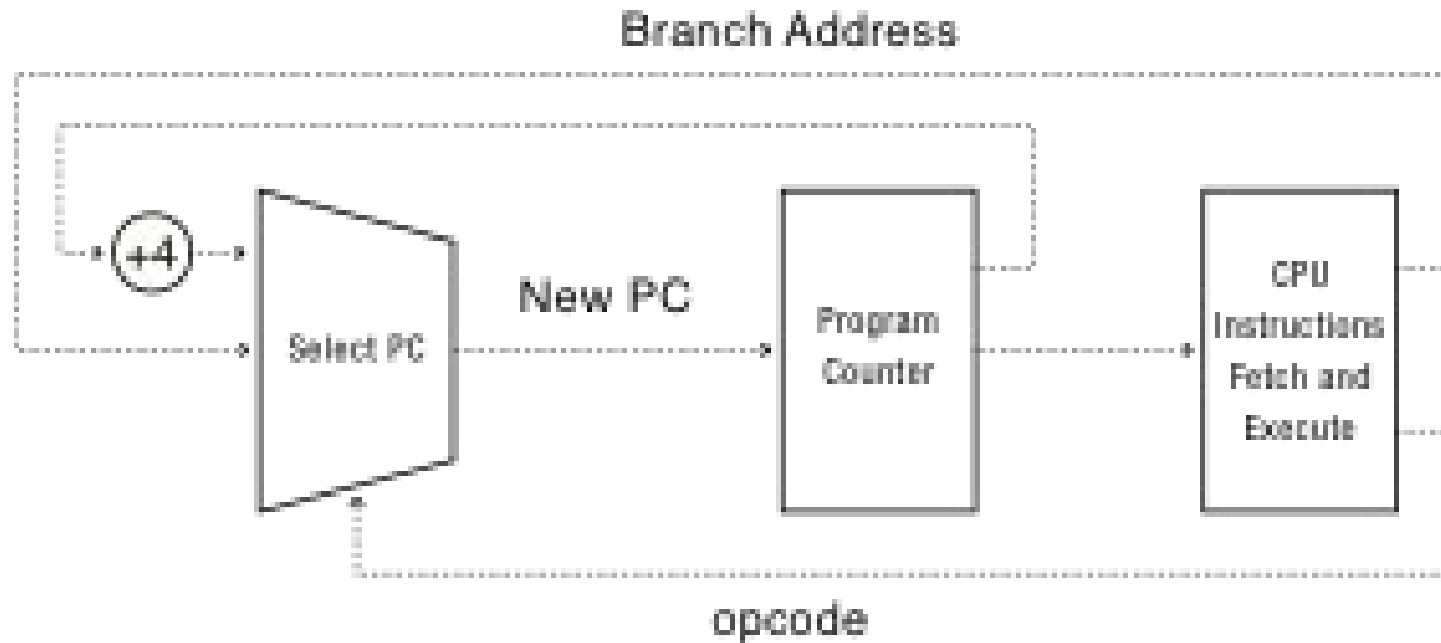 Branch Address
+4
Select PC
New PC
Program
Counter
CPU
Instructions
Fetch and
Execute
opcode